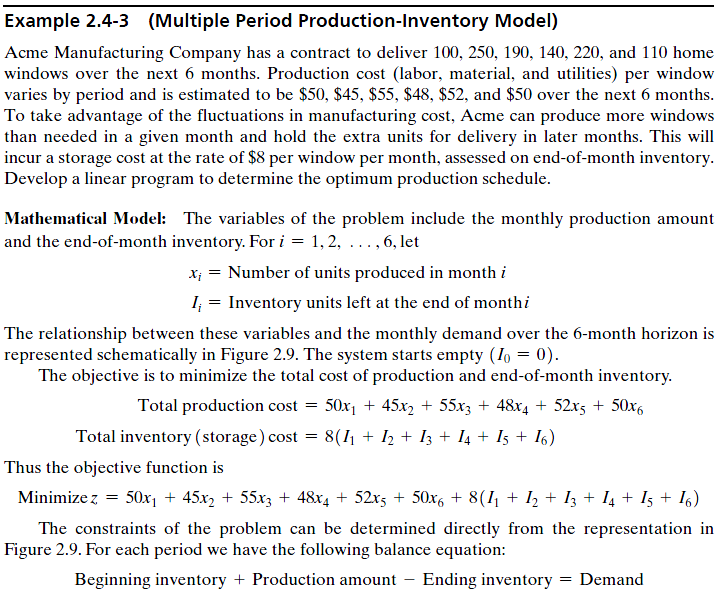 Example 2.4-3 (Multiple Period Production-Inventory Model)
Acme Manufacturing Company has a contract to deliver 100, 250, 190, 140, 220, and 110 home
windows over the next 6 months. Production cost (labor, material, and utilities) per window
varies by period and is estimated to be $50, $45, $55, $48, $52, and $50 over the next 6 months.
To take advantage of the fluctuations in manufacturing cost, Acme can produce more windows
than needed in a given month and hold the extra units for delivery in later months. This will
incur a storage cost at the rate of $8 per window per month, assessed on end-of-month inventory.
Develop a linear program to determine the optimum production schedule.
Mathematical Model: The variables of the problem include the monthly production amount
and the end-of-month inventory. For i = 1, 2, ..., 6, let
xᵢ = Number of units produced in month i
Iᵢ = Inventory units left at the end of month i
The relationship between these variables and the monthly demand over the 6-month horizon is
represented schematically in Figure 2.9. The system starts empty (I₀ = 0).
The objective is to minimize the total cost of production and end-of-month inventory.
Total production cost = 50x₁ + 45x₂ + 55x₃ + 48x₄ + 52x₅ + 50x₆
Total inventory (storage) cost = 8(I₁ + I₂ + I₃ + I₄ + I₅ + I₆)
Thus the objective function is
Minimize z = 50x₁ + 45x₂ + 55x₃ + 48x₄ + 52x₅ + 50x₆ + 8(I₁ + I₂ + I₃ + I₄ + I₅ + I₆)
The constraints of the problem can be determined directly from the representation in
Figure 2.9. For each period we have the following balance equation:
Beginning inventory + Production amount − Ending inventory = Demand